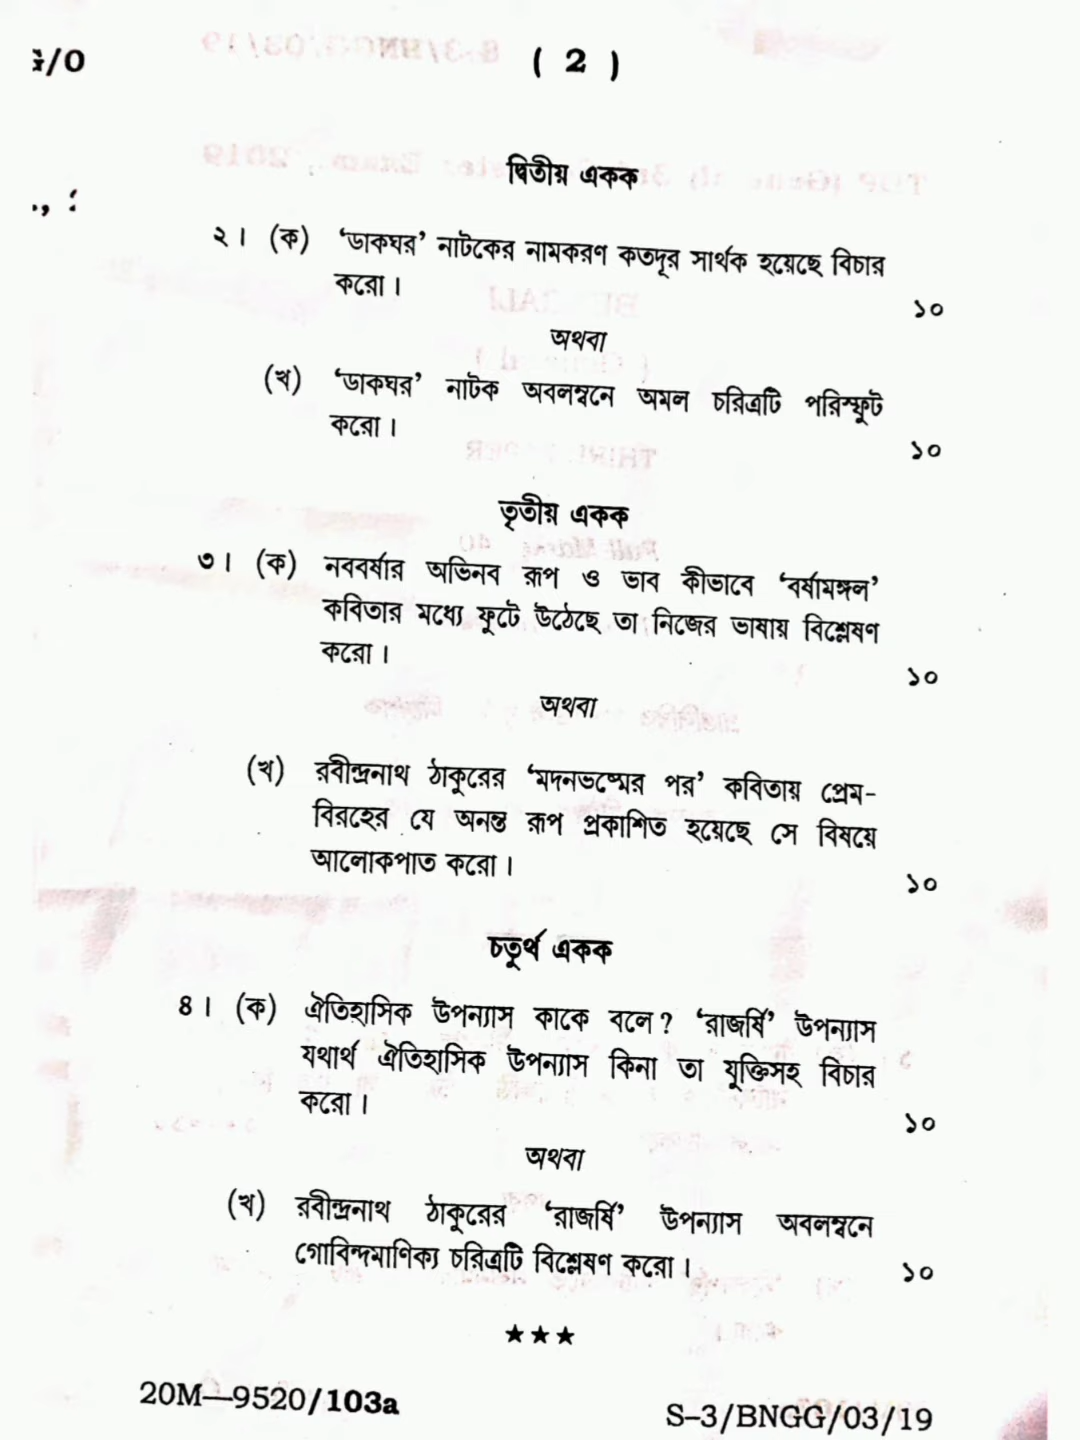 ঁ/0
( 2 )
দ্বিতীয় একক
২। (ক) ‘ডাকঘর’ নাটকের নামকরণ কতদূর সার্থক হয়েছে বিচার
করো। ১০
অথবা
(খ) ‘ডাকঘর’ নাটক অবলম্বনে অমল চরিত্রটি পরিস্ফুট
করো। ১০
তৃতীয় একক
৩। (ক) নববর্ষার অভিনব রূপ ও ভাব কীভাবে ‘বর্ষামঙ্গল’
কবিতার মধ্যে ফুটে উঠেছে তা নিজের ভাষায় বিশ্লেষণ
করো। ১০
অথবা
(খ) রবীন্দ্রনাথ ঠাকুরের ‘মদনভস্মের পর’ কবিতায় প্রেম-
বিরহের যে অনন্ত রূপ প্রকাশিত হয়েছে সে বিষয়ে
আলোকপাত করো। ১০
চতুর্থ একক
৪। (ক) ঐতিহাসিক উপন্যাস কাকে বলে? ‘রাজর্ষি’ উপন্যাস
যথার্থ ঐতিহাসিক উপন্যাস কিনা তা যুক্তিসহ বিচার
করো। ১০
অথবা
(খ) রবীন্দ্রনাথ ঠাকুরের ‘রাজর্ষি’ উপন্যাস অবলম্বনে
গোবিন্দমাণিক্য চরিত্রটি বিশ্লেষণ করো। ১০
★★★
20M—9520/103a
S-3/BNGG/03/19